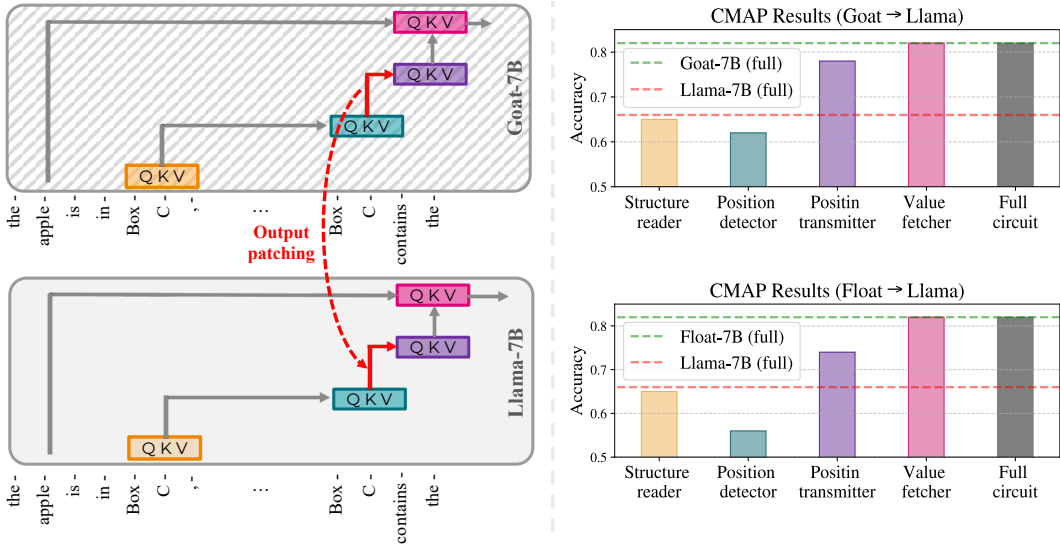 Q K V
Q K V
Q K V
Q K V
Goat-7B
the -
apple -
is -
in -
Box -
C -
, -
...
Box -
C -
contains -
the -
Output
patching
Q K V
Q K V
Q K V
Q K V
Llama-7B
the -
apple -
is -
in -
Box -
C -
, -
...
Box -
C -
contains -
the -
CMAP Results (Goat → Llama)
Accuracy
0.8
0.7
0.6
0.5
Goat-7B (full)
Llama-7B (full)
Structure
reader
Position
detector
Positin
transmitter
Value
fetcher
Full
circuit
CMAP Results (Float → Llama)
Accuracy
0.8
0.7
0.6
0.5
Float-7B (full)
Llama-7B (full)
Structure
reader
Position
detector
Positin
transmitter
Value
fetcher
Full
circuit